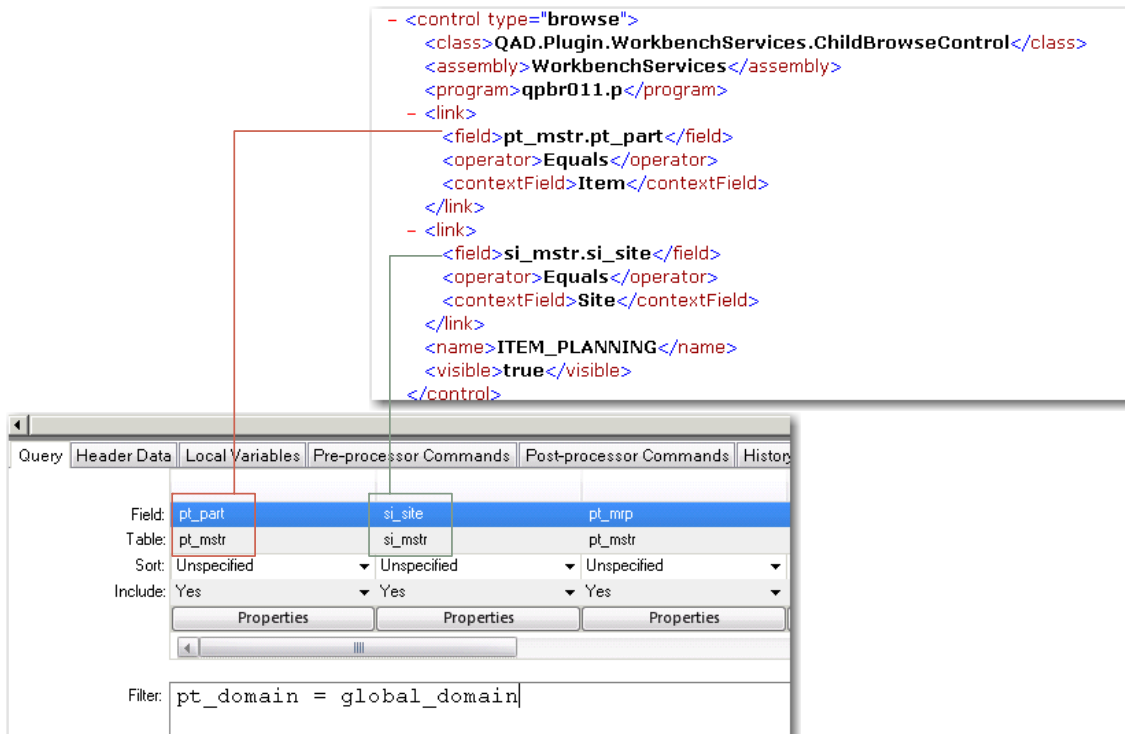 - <control type="browse">
<class>QAD.Plugin.WorkbenchServices.ChildBrowseControl</class>
<assembly>WorkbenchServices</assembly>
<program>qpbr011.p</program>
- <link>
<field>pt_mstr.pt_part</field>
<operator>Equals</operator>
<contextField>Item</contextField>
</link>
- <link>
<field>si_mstr.si_site</field>
<operator>Equals</operator>
<contextField>Site</contextField>
</link>
<name>ITEM_PLANNING</name>
<visible>true</visible>
</control>
Query Header Data Local Variables Pre-processor Commands Post-processor Commands History
Field: pt_part si_site pt_mrp
Table: pt_mstr si_mstr pt_mstr
Sort: Unspecified Unspecified Unspecified
Include: Yes Yes Yes
Properties Properties Properties
Filter: pt_domain = global_domain